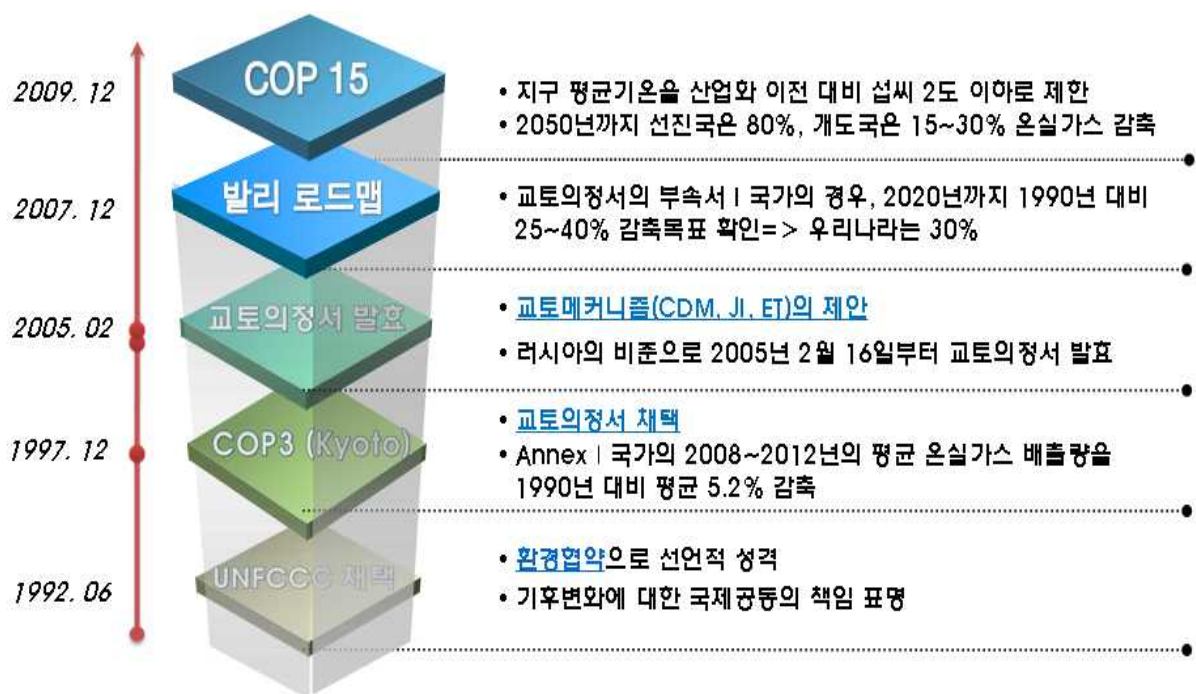 2009. 12
COP 15
• 지구 평균기온을 산업화 이전 대비 섭씨 2도 이하로 제한
• 2050년까지 선진국은 80%, 개도국은 15~30% 온실가스 감축
2007. 12
발리 로드맵
• 교토의정서의 부속서 I 국가의 경우, 2020년까지 1990년 대비
25~40% 감축목표 확인=> 우리나라는 30%
2005. 02
교토의정서 발효
• 교토메커니즘(CDM, JI, ET)의 제안
• 러시아의 비준으로 2005년 2월 16일부터 교토의정서 발효
1997. 12
COP3 (Kyoto)
• 교토의정서 채택
• Annex I 국가의 2008~2012년의 평균 온실가스 배출량을
1990년 대비 평균 5.2% 감축
1992. 06
UNFCCC 채택
• 환경협약으로 선언적 성격
• 기후변화에 대한 국제공동의 책임 표명